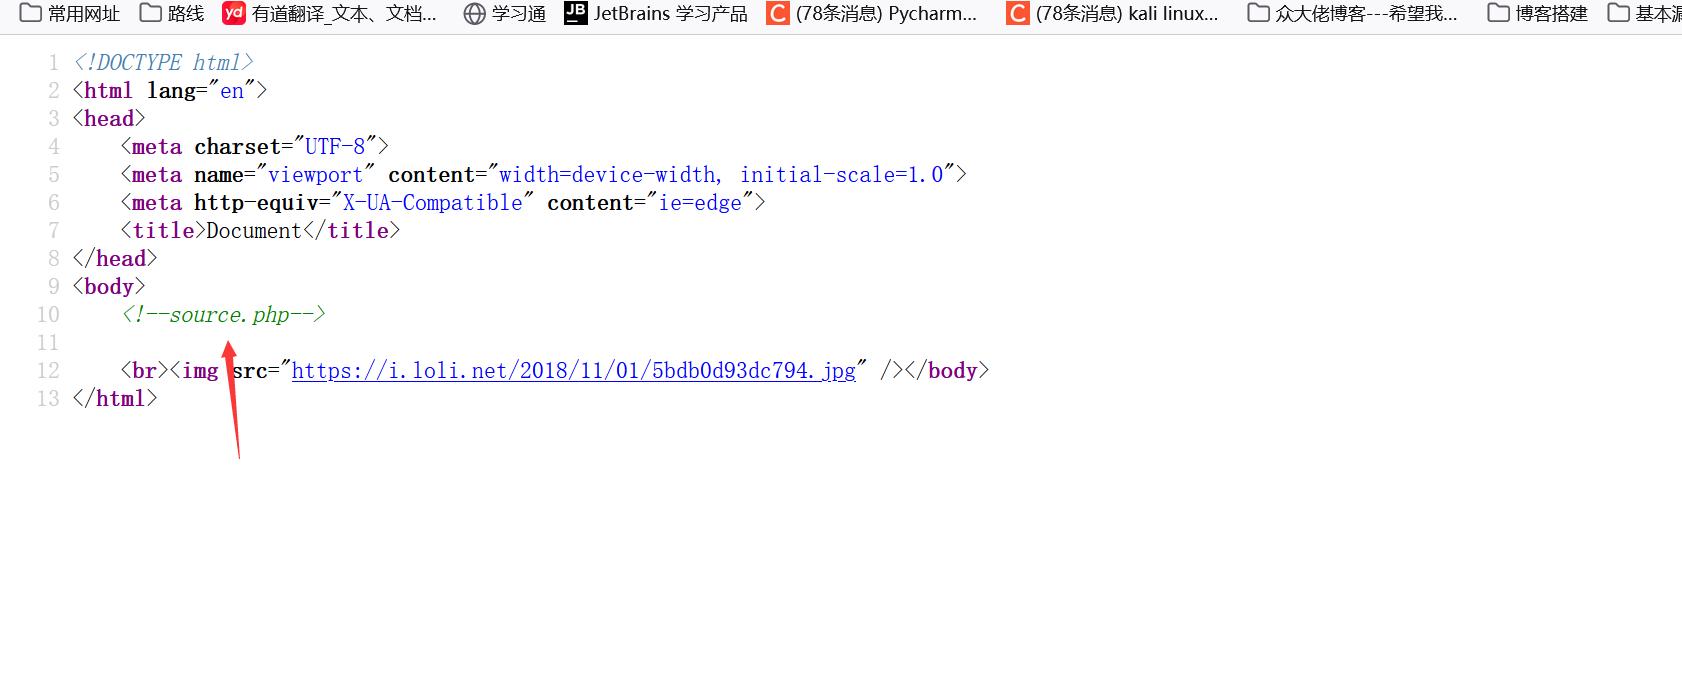 常用网址 路线 yd 有道翻译_文本、文档... 学习通 JB JetBrains 学习产品 C (78条消息) Pycharm... C (78条消息) kali linux... 众大佬博客---希望我... 博客搭建 基本
1 <!DOCTYPE html>
2 <html lang="en">
3 <head>
4 <meta charset="UTF-8">
5 <meta name="viewport" content="width=device-width, initial-scale=1.0">
6 <meta http-equiv="X-UA-Compatible" content="ie=edge">
7 <title>Document</title>
8 </head>
9 <body>
10 <!--source.php-->
11
12 <br><img src="https://i.loli.net/2018/11/01/5bdb0d93dc794.jpg" /></body>
13 </html>